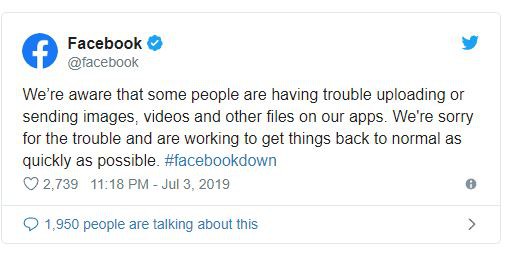 Facebook
@facebook
We’re aware that some people are having trouble uploading or
sending images, videos and other files on our apps. We're sorry
for the trouble and are working to get things back to normal as
quickly as possible. #facebookdown
2,739 11:18 PM - Jul 3, 2019
1,950 people are talking about this